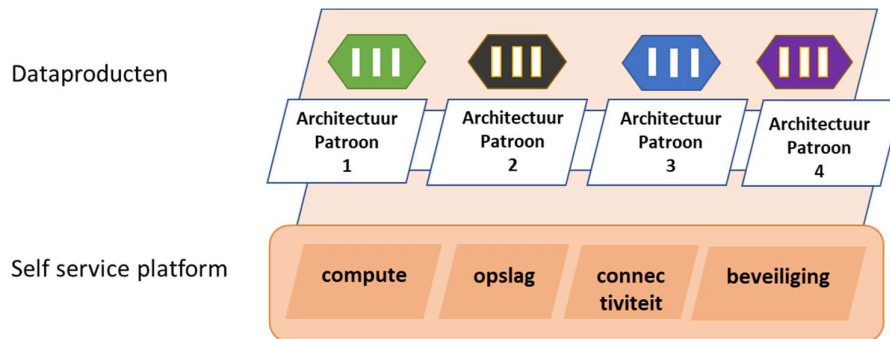 Dataproducten
Architectuur
Patroon
1
Architectuur
Patroon
2
Architectuur
Patroon
3
Architectuur
Patroon
4
Self service platform
compute
opslag
connec
tiviteit
beveiliging